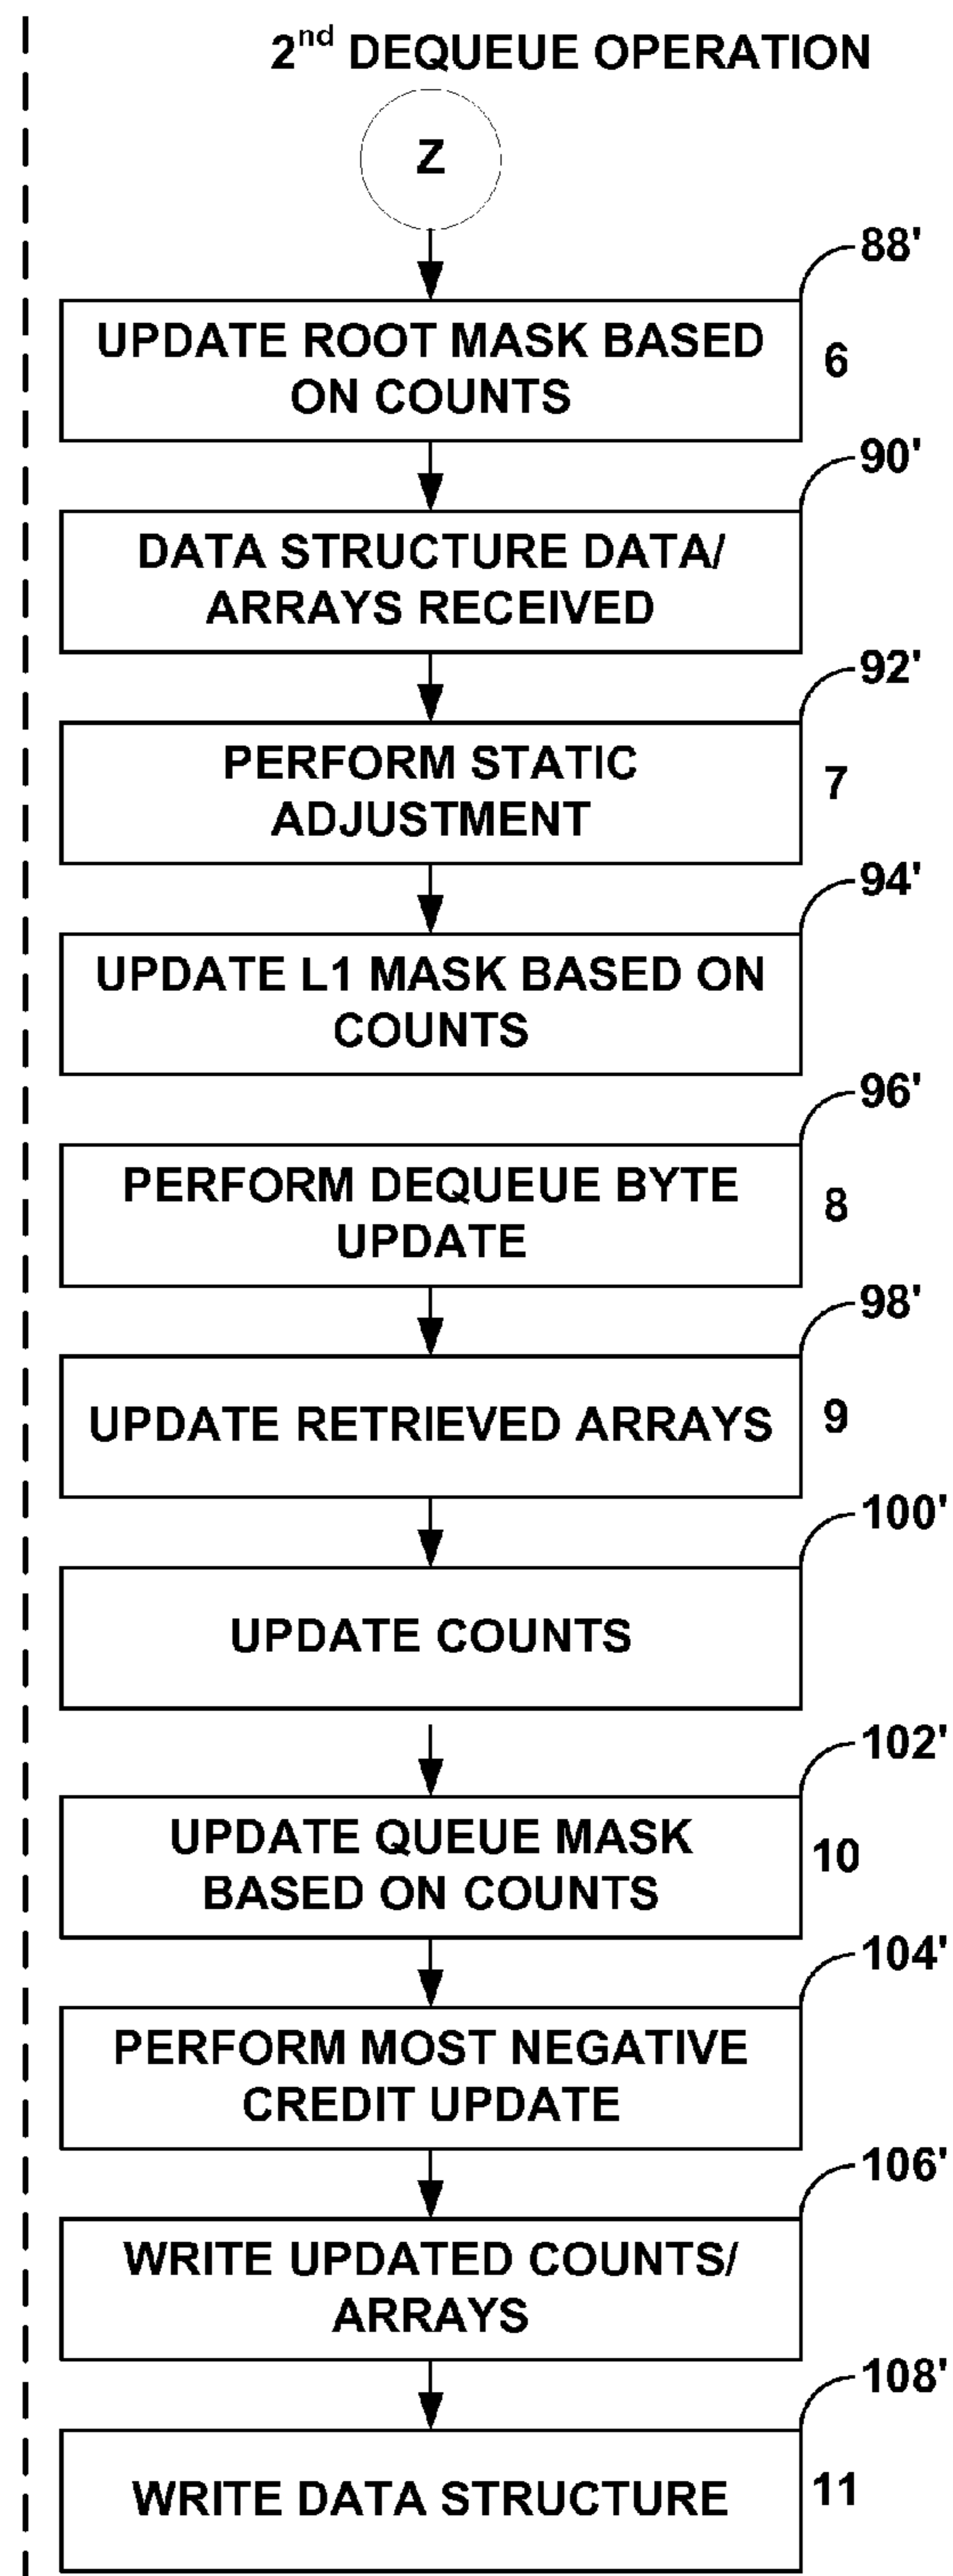 2nd DEQUEUE OPERATION
Z
88'
UPDATE ROOT MASK BASED
ON COUNTS
6
90'
DATA STRUCTURE DATA/
ARRAYS RECEIVED
92'
PERFORM STATIC
ADJUSTMENT
7
94'
UPDATE L1 MASK BASED ON
COUNTS
96'
PERFORM DEQUEUE BYTE
UPDATE
8
98'
UPDATE RETRIEVED ARRAYS
9
100'
UPDATE COUNTS
102'
UPDATE QUEUE MASK
BASED ON COUNTS
10
104'
PERFORM MOST NEGATIVE
CREDIT UPDATE
106'
WRITE UPDATED COUNTS/
ARRAYS
108'
WRITE DATA STRUCTURE
11